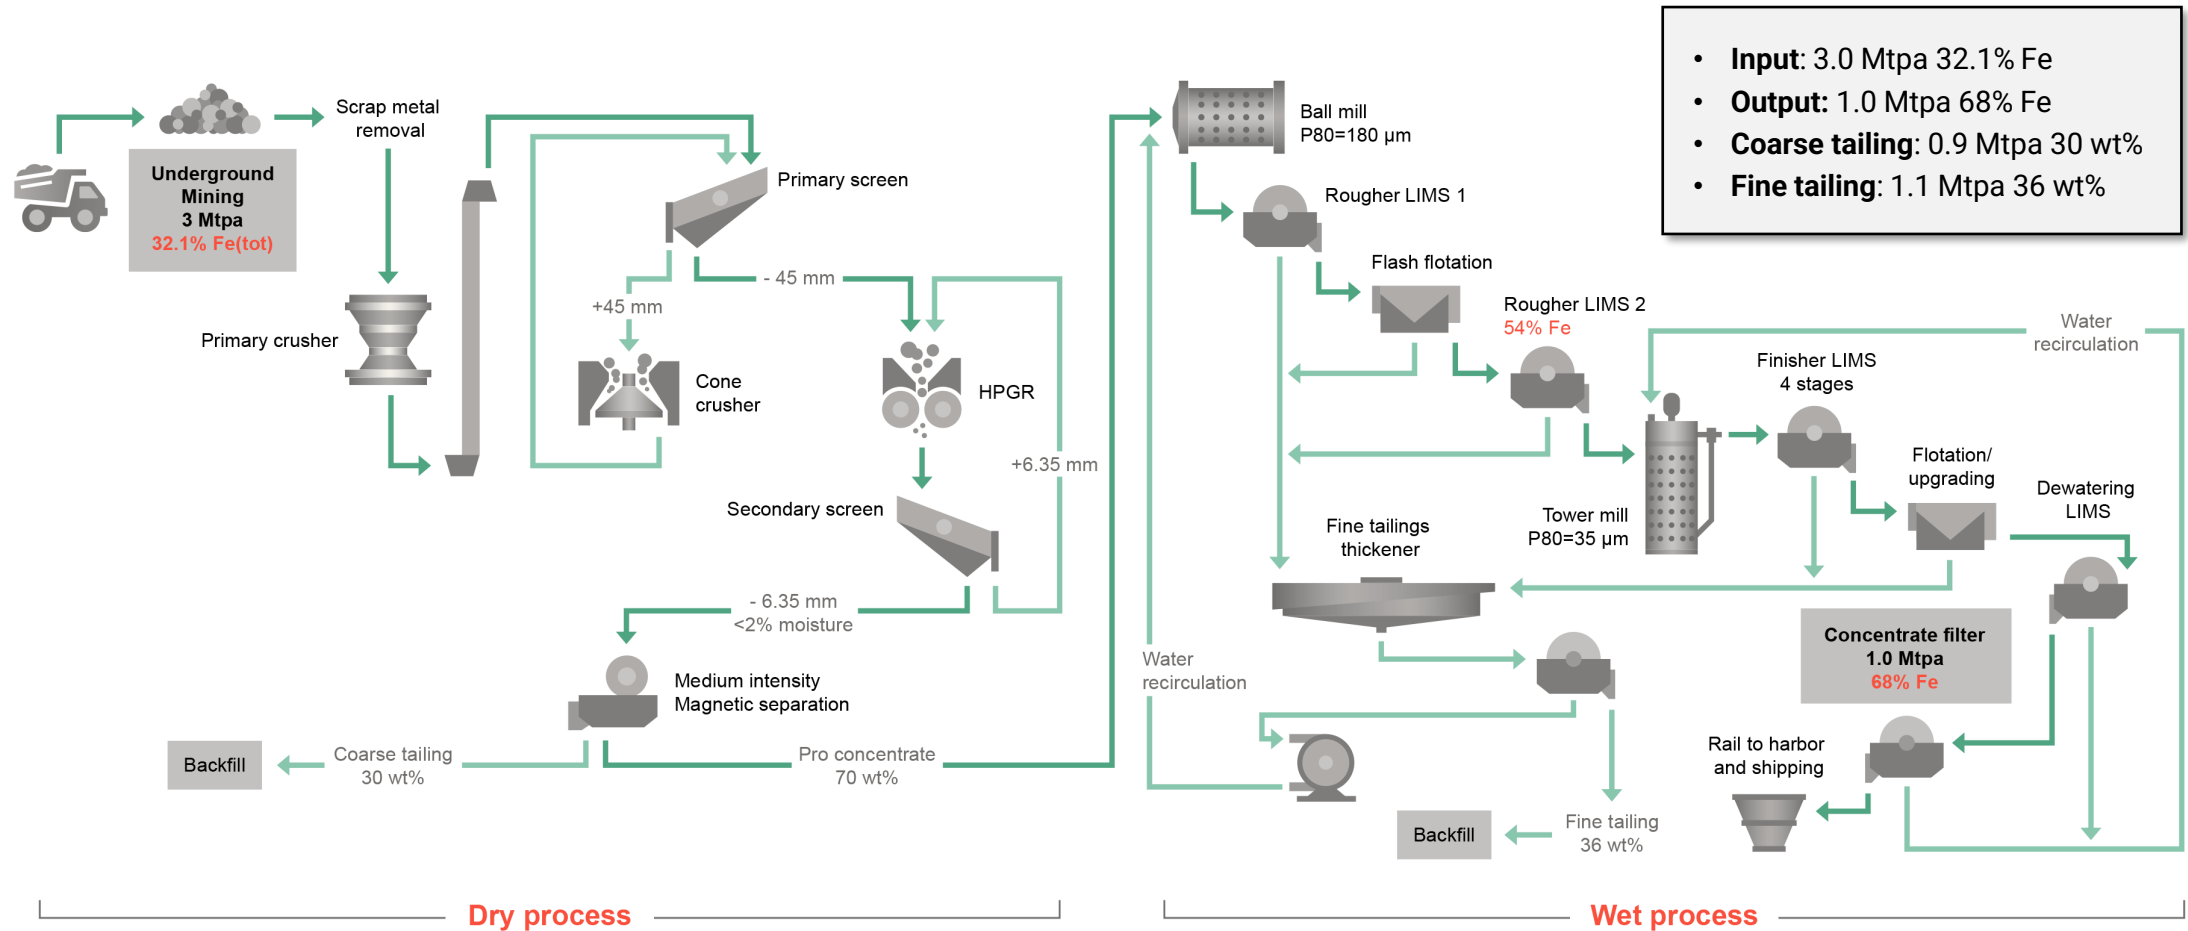 • Input: 3.0 Mtpa 32.1% Fe
• Output: 1.0 Mtpa 68% Fe
• Coarse tailing: 0.9 Mtpa 30 wt%
• Fine tailing: 1.1 Mtpa 36 wt%
Underground
Mining
3 Mtpa
32.1% Fe(tot)
Scrap metal
removal
Primary crusher
Primary screen
+45 mm
- 45 mm
Cone
crusher
HPGR
+6.35 mm
Secondary screen
- 6.35 mm
<2% moisture
Medium intensity
Magnetic separation
Backfill
Coarse tailing
30 wt%
Pro concentrate
70 wt%
Ball mill
P80=180 µm
Rougher LIMS 1
Flash flotation
Rougher LIMS 2
54% Fe
Water
recirculation
Finisher LIMS
4 stages
Flotation/
upgrading
Dewatering
LIMS
Tower mill
P80=35 µm
Fine tailings
thickener
Water
recirculation
Concentrate filter
1.0 Mtpa
68% Fe
Rail to harbor
and shipping
Backfill
Fine tailing
36 wt%
Dry process
Wet process